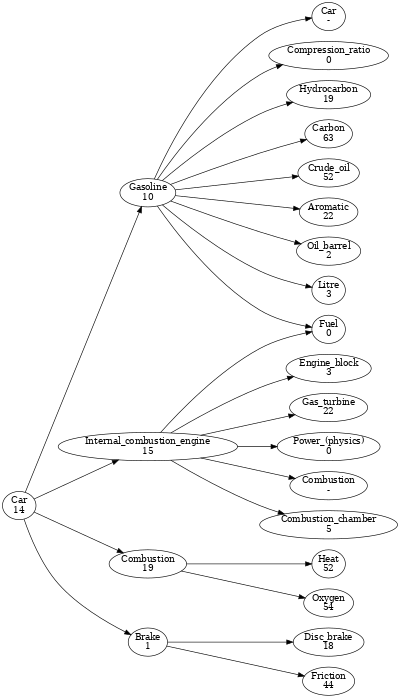 Car
-
Compression_ratio
0
Hydrocarbon
19
Carbon
63
Gasoline
10
Crude_oil
52
Aromatic
22
Oil_barrel
2
Litre
3
Fuel
0
Engine_block
3
Gas_turbine
22
Internal_combustion_engine
15
Power_(physics)
0
Combustion
-
Car
14
Combustion_chamber
5
Combustion
19
Heat
52
Oxygen
54
Brake
1
Disc_brake
18
Friction
44